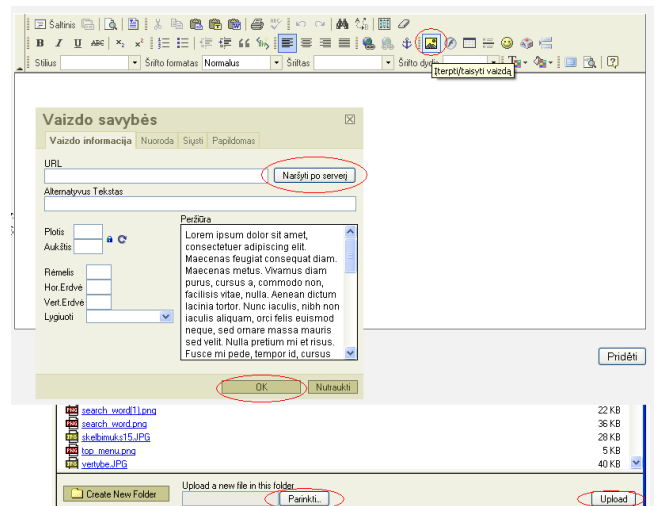 Šaltinis
Stilius Šrifto formatas Normalus Šriftas Šrifto dydis
Įterpti/taisyti vaizdą
Vaizdo savybės
Vaizdo informacija Nuoroda Siųsti Papildomas
URL
Naršyti po serverį
Alternatyvus Tekstas
Peržiūra
Plotis
Aukštis
Rėmelis
Hor.Erdvė
Vert.Erdvė
Lygiuoti
Lorem ipsum dolor sit amet,
consectetuer adipiscing elit.
Maecenas feugiat consequat diam.
Maecenas metus. Vivamus diam
purus, cursus a, commodo non,
facilisis vitae, nulla. Aenean dictum
lacinia tortor. Nunc iaculis, nibh non
iaculis aliquam, orci felis euismod
neque, sed ornare massa mauris
sed velit. Nulla pretium mi et risus.
Fusce mi pede, tempor id, cursus
Pridėti
OK Nutraukti
search_word(1).png 22 KB
search_word.png 36 KB
skelbimuks15.JPG 28 KB
top_menu.png 5 KB
vertybe.JPG 40 KB
Upload a new file in this folder
Create New Folder Parinkti... Upload